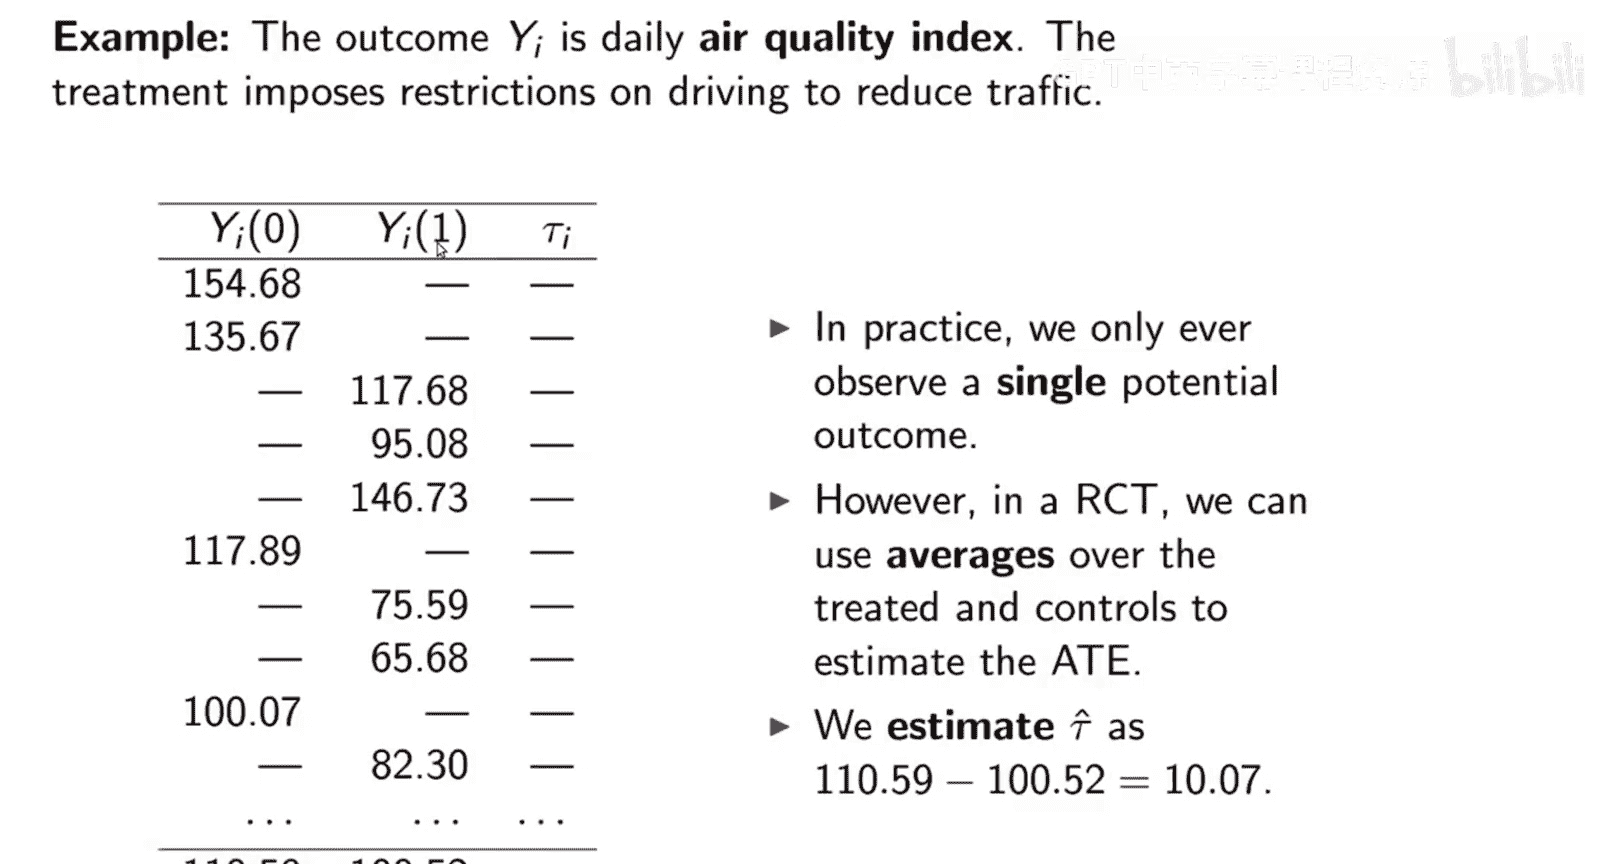 Example: The outcome Yᵢ is daily air quality index. The
treatment imposes restrictions on driving to reduce traffic.
bilibili
Yᵢ(0) Yᵢ(1) τᵢ
154.68 — —
135.67 — —
— 117.68 —
— 95.08 —
— 146.73 —
117.89 — —
— 75.59 —
— 65.68 —
100.07 — —
— 82.30 —
... ... ...
▶ In practice, we only ever
observe a single potential
outcome.
▶ However, in a RCT, we can
use averages over the
treated and controls to
estimate the ATE.
▶ We estimate τ̂ as
110.59 − 100.52 = 10.07.